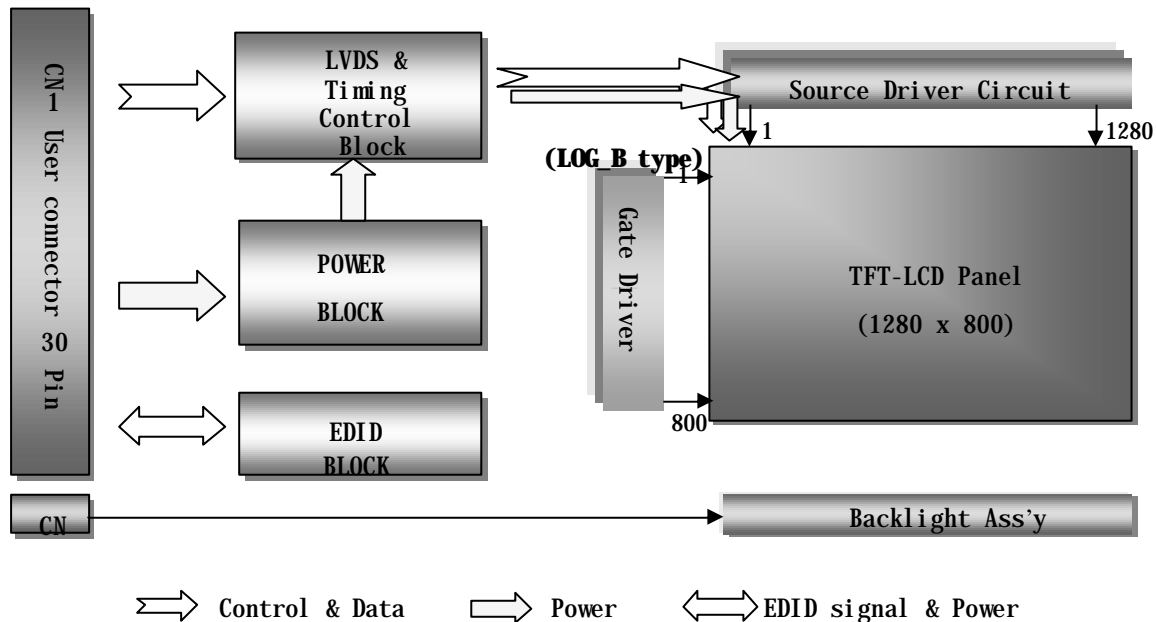 CN1 User connector 30 Pin
LVDS &
Timing
Control
Block
Source Driver Circuit
1
1280
(LOG_B type)
1
Gate Driver
POWER
BLOCK
TFT-LCD Panel
(1280 x 800)
800
EDID
BLOCK
CN
Backlight Ass'y
Control & Data
Power
EDID signal & Power